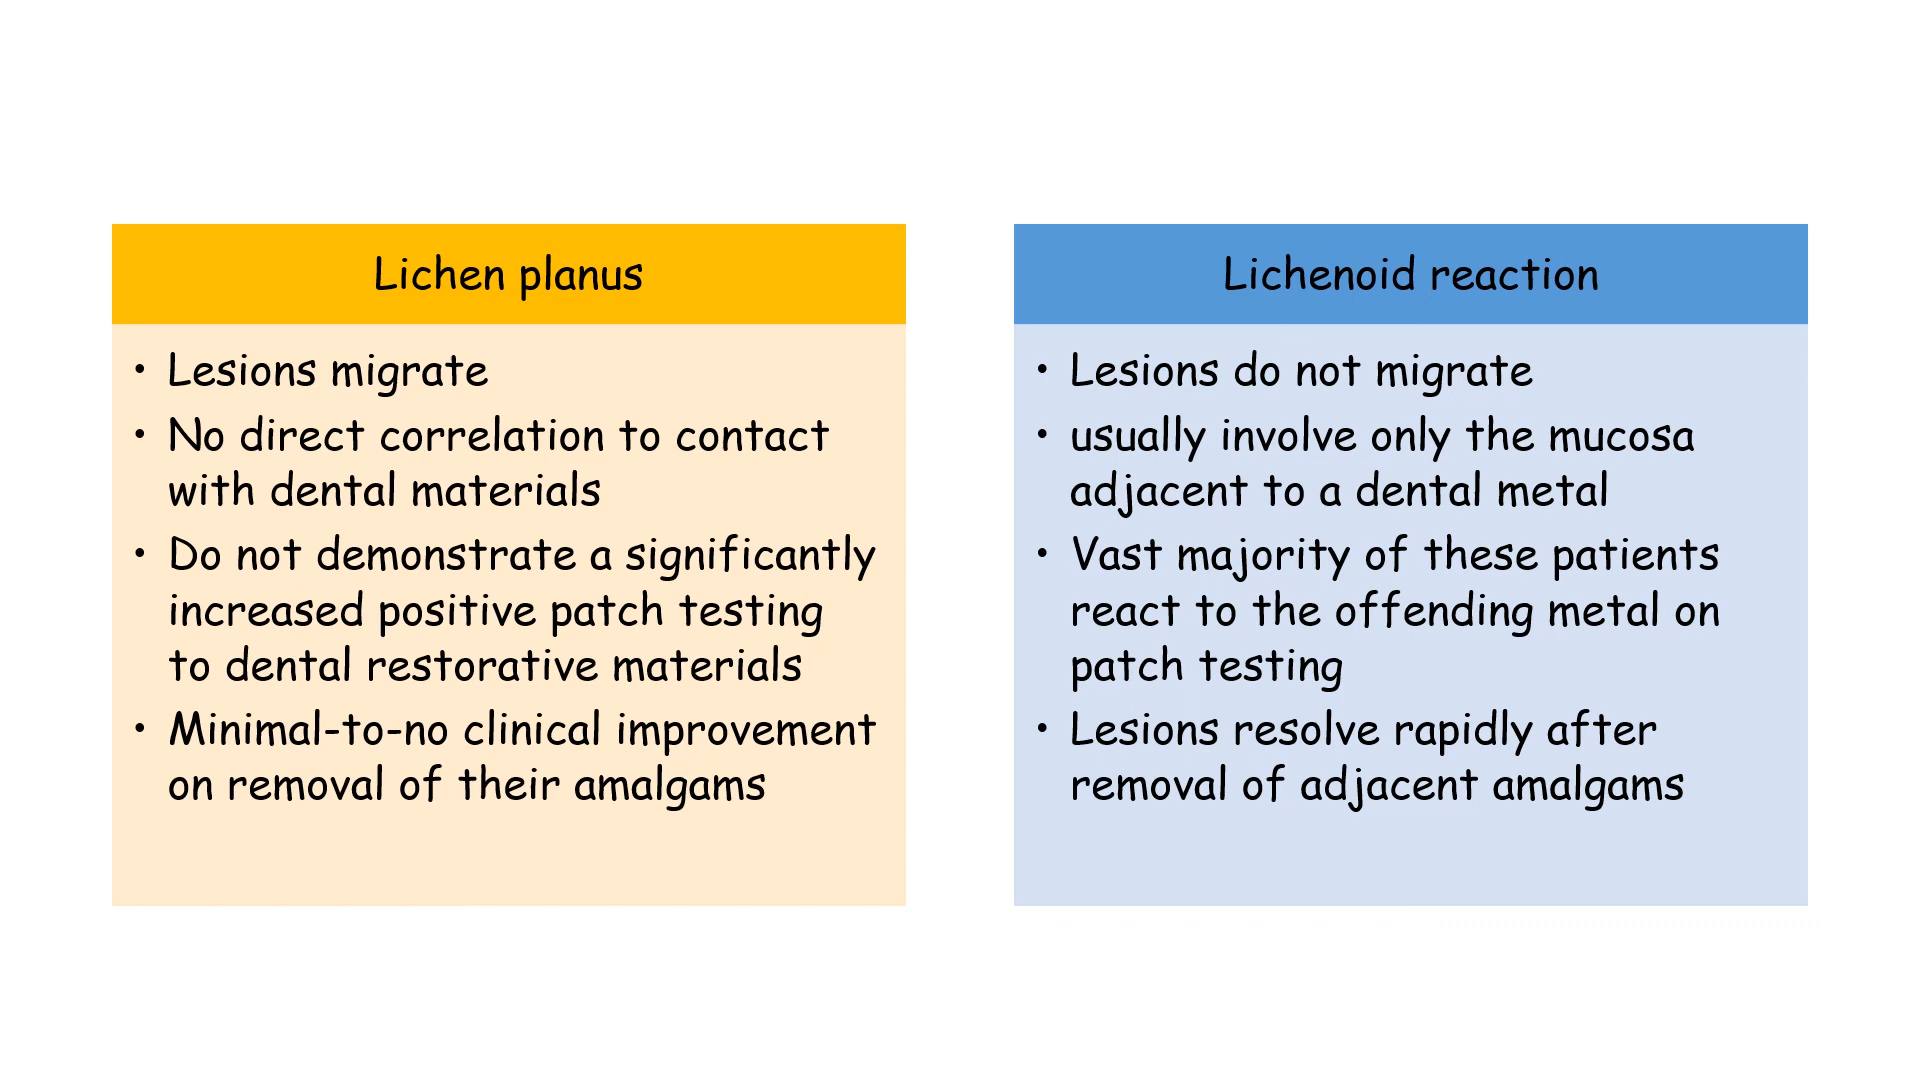 Lichen planus
• Lesions migrate
• No direct correlation to contact
with dental materials
• Do not demonstrate a significantly
increased positive patch testing
to dental restorative materials
• Minimal-to-no clinical improvement
on removal of their amalgams
Lichenoid reaction
• Lesions do not migrate
• usually involve only the mucosa
adjacent to a dental metal
• Vast majority of these patients
react to the offending metal on
patch testing
• Lesions resolve rapidly after
removal of adjacent amalgams